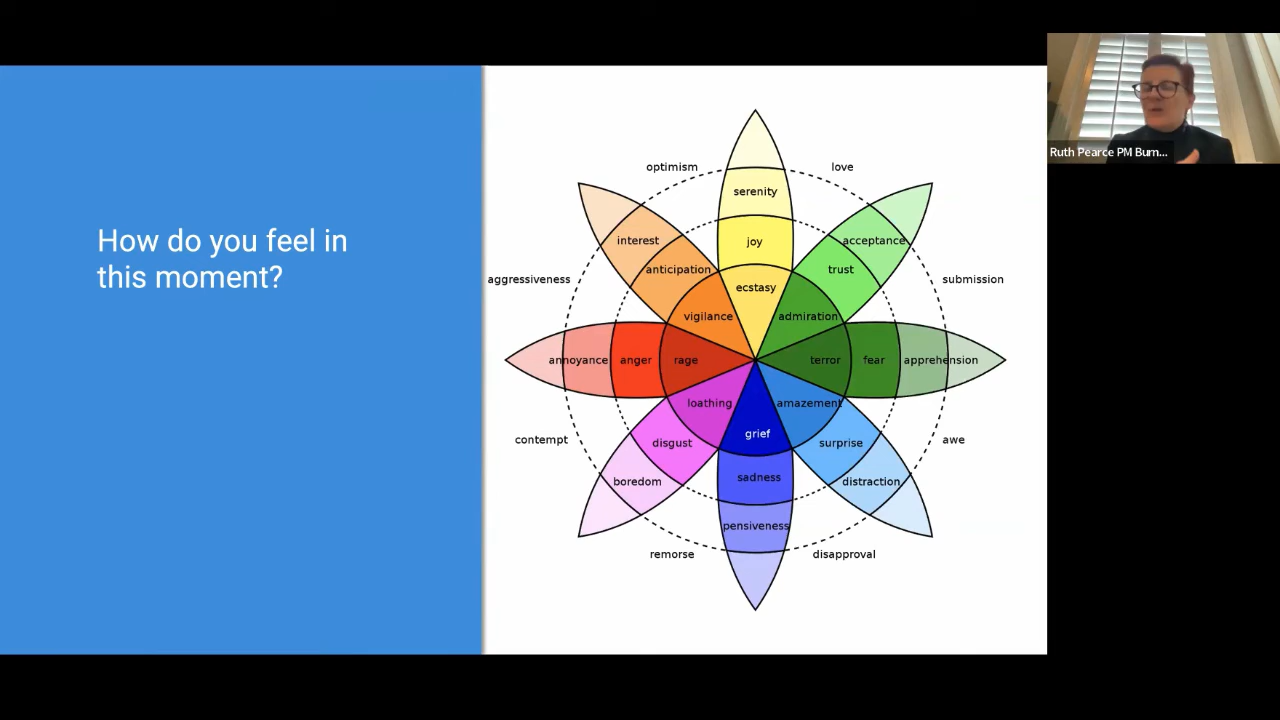 How do you feel in
this moment?
optimism
love
serenity
interest
joy
acceptance
anticipation
trust
aggressiveness
ecstasy
submission
vigilance
admiration
annoyance
anger
rage
terror
fear
apprehension
loathing
amazement
contempt
grief
awe
disgust
surprise
boredom
sadness
distraction
pensiveness
remorse
disapproval
Ruth Pearce PM Burn...